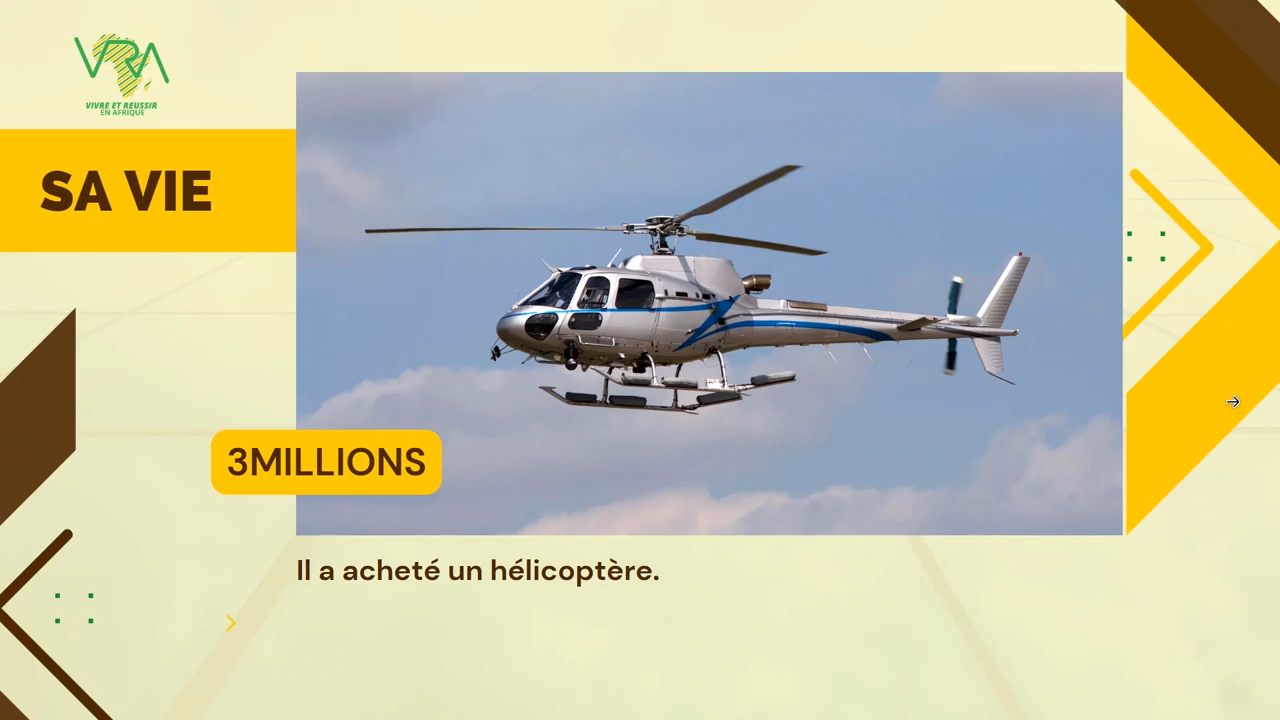 VRA
VIVRE ET REUSSIR
EN AFRIQUE
SA VIE
3MILLIONS
Il a acheté un hélicoptère.